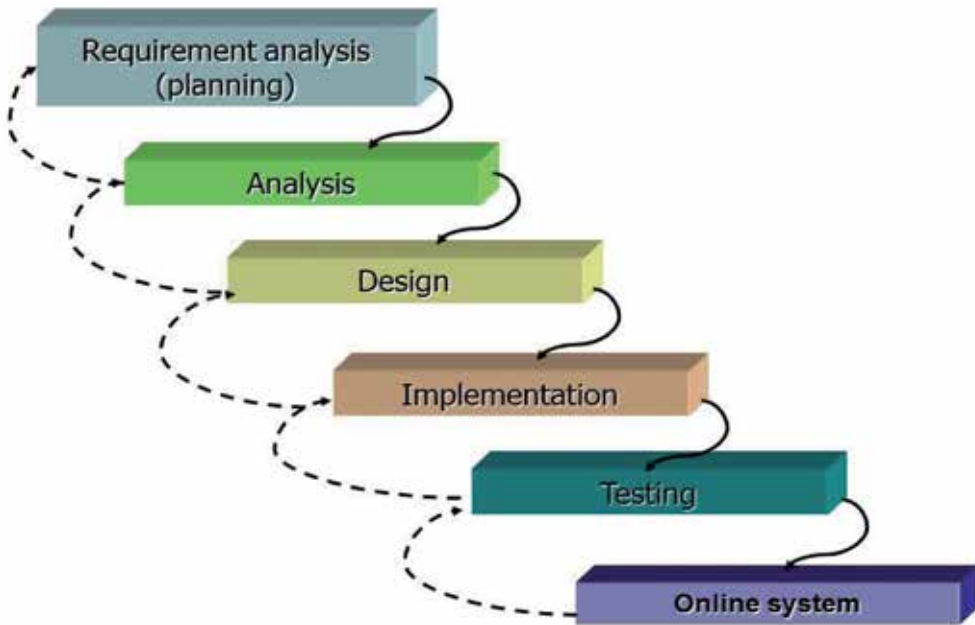 Requirement analysis
(planning)
Analysis
Design
Implementation
Testing
Online system